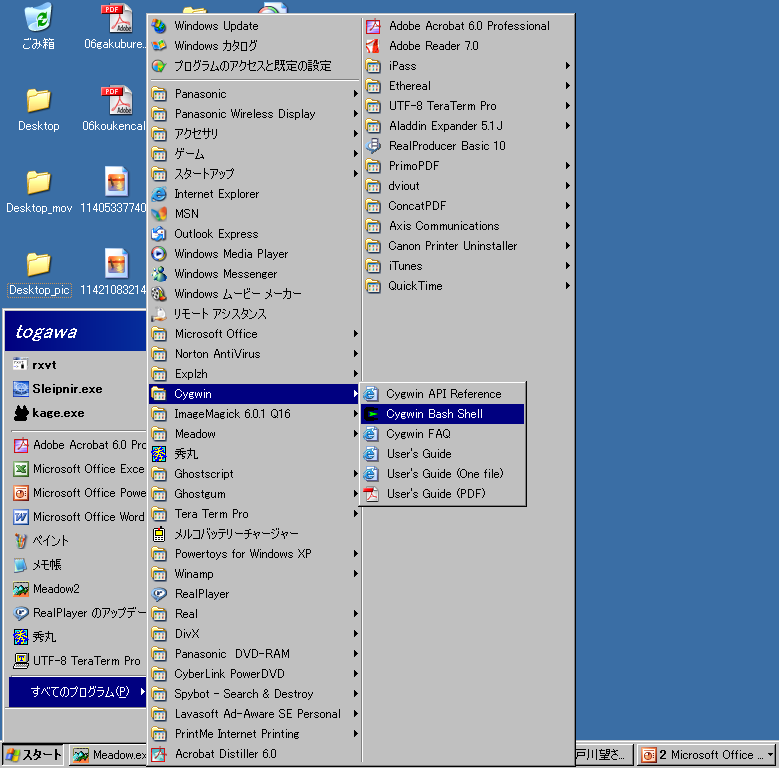 ごみ箱
06gakubure...
Desktop
06koukencal
Desktop_mov
11405337740
Desktop_pic
11421083214
togawa
rxvt
Sleipnir.exe
kage.exe
Adobe Acrobat 6.0 Pro
Microsoft Office Exce
Microsoft Office Powe
Microsoft Office Word
ペイント
メモ帳
Meadow2
RealPlayer のアップデー
秀丸
UTF-8 TeraTerm Pro
すべてのプログラム(P)
Windows Update
Windows カタログ
プログラムのアクセスと既定の設定
Panasonic
Panasonic Wireless Display
アクセサリ
ゲーム
スタートアップ
Internet Explorer
MSN
Outlook Express
Windows Media Player
Windows Messenger
Windows ムービー メーカー
リモート アシスタンス
Microsoft Office
Norton AntiVirus
Explzh
Cygwin
ImageMagick 6.0.1 Q16
Meadow
秀丸
Ghostscript
Ghostgum
Tera Term Pro
メルコバッテリーチャージャー
Powertoys for Windows XP
Winamp
RealPlayer
Real
DivX
Panasonic DVD-RAM
CyberLink PowerDVD
Spybot - Search & Destroy
Lavasoft Ad-Aware SE Personal
PrintMe Internet Printing
Acrobat Distiller 6.0
Adobe Acrobat 6.0 Professional
Adobe Reader 7.0
iPass
Ethereal
UTF-8 TeraTerm Pro
Aladdin Expander 5.1J
RealProducer Basic 10
PrimoPDF
dviout
ConcatPDF
Axis Communications
Canon Printer Uninstaller
iTunes
QuickTime
Cygwin API Reference
Cygwin Bash Shell
Cygwin FAQ
User's Guide
User's Guide (One file)
User's Guide (PDF)
スタート
Meadow.ex
戸川望さ...
2 Microsoft Office ...